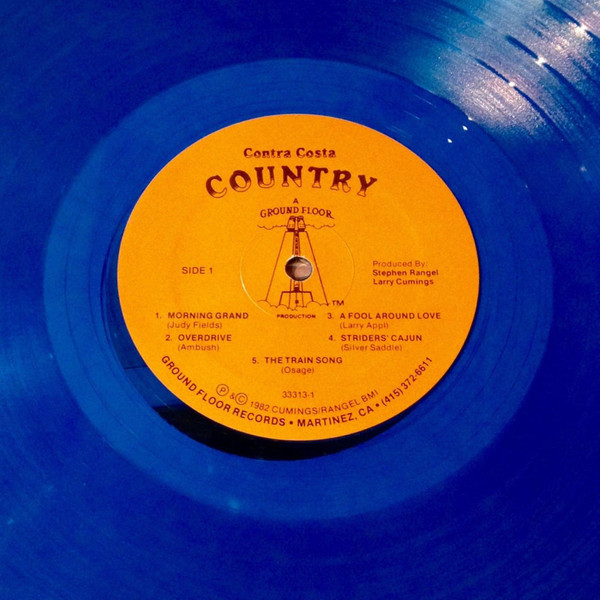 Contra Costa
COUNTRY
A
GROUND FLOOR
TM
PRODUCTION
SIDE 1
Produced By:
Stephen Rangel
Larry Cumings
1. MORNING GRAND
(Judy Fields)
2. OVERDRIVE
(Ambush)
3. A FOOL AROUND LOVE
(Larry Appl)
4. STRIDERS' CAJUN
(Silver Saddle)
5. THE TRAIN SONG
(Osage)
33313-1
℗ & © 1982 CUMINGS/RANGEL BMI
GROUND FLOOR RECORDS • MARTINEZ, CA • (415) 372-6611